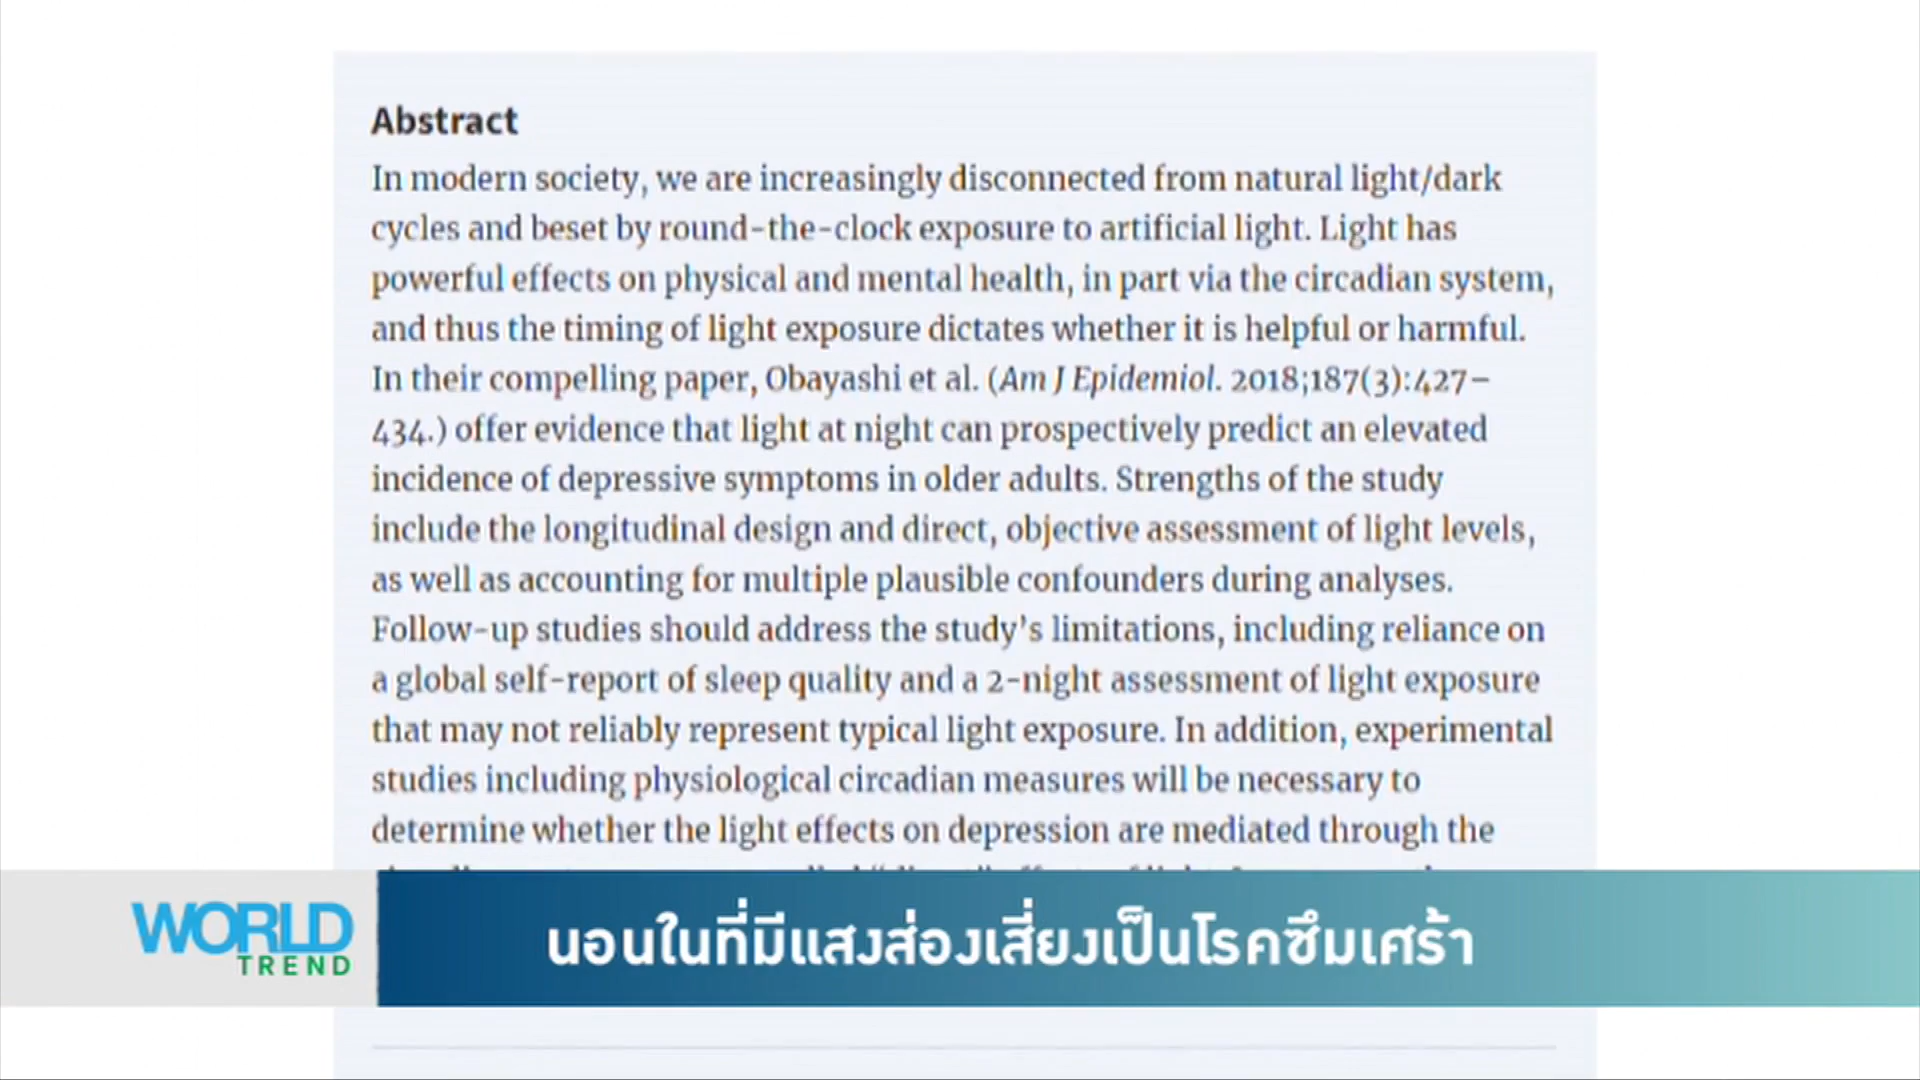 Abstract
In modern society, we are increasingly disconnected from natural light/dark
cycles and beset by round-the-clock exposure to artificial light. Light has
powerful effects on physical and mental health, in part via the circadian system,
and thus the timing of light exposure dictates whether it is helpful or harmful.
In their compelling paper, Obayashi et al. (Am J Epidemiol. 2018;187(3):427–
434.) offer evidence that light at night can prospectively predict an elevated
incidence of depressive symptoms in older adults. Strengths of the study
include the longitudinal design and direct, objective assessment of light levels,
as well as accounting for multiple plausible confounders during analyses.
Follow-up studies should address the study’s limitations, including reliance on
a global self-report of sleep quality and a 2-night assessment of light exposure
that may not reliably represent typical light exposure. In addition, experimental
studies including physiological circadian measures will be necessary to
determine whether the light effects on depression are mediated through the
WORLD
TREND
นอนในที่มีแสงส่องเสี่ยงเป็นโรคซึมเศร้า